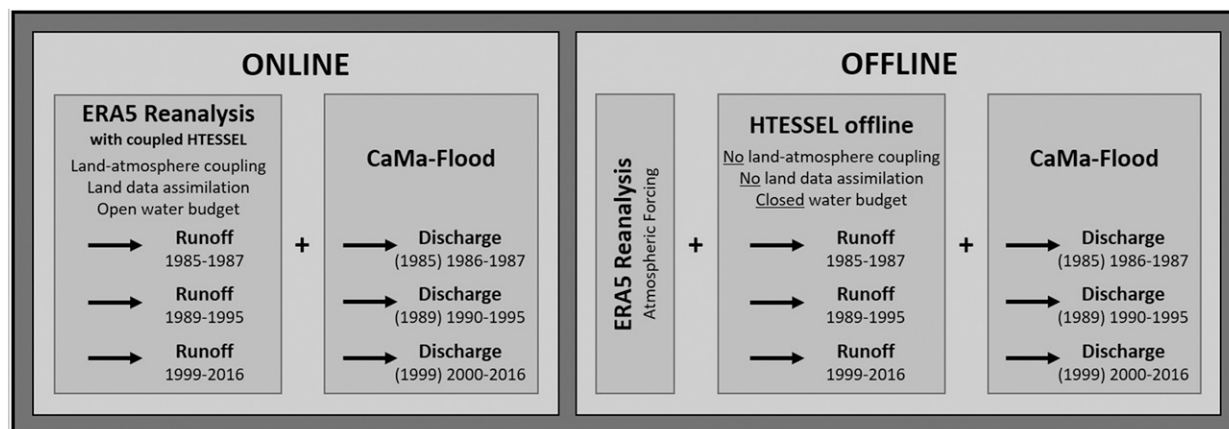 ONLINE
ERA5 Reanalysis
with coupled HTESSEL
Land-atmosphere coupling
Land data assimilation
Open water budget
Runoff
1985-1987
Runoff
1989-1995
Runoff
1999-2016
+
CaMa-Flood
Discharge
(1985) 1986-1987
Discharge
(1989) 1990-1995
Discharge
(1999) 2000-2016
OFFLINE
ERA5 Reanalysis
Atmospheric Forcing
+
HTESSEL offline
No land-atmosphere coupling
No land data assimilation
Closed water budget
Runoff
1985-1987
Runoff
1989-1995
Runoff
1999-2016
+
CaMa-Flood
Discharge
(1985) 1986-1987
Discharge
(1989) 1990-1995
Discharge
(1999) 2000-2016